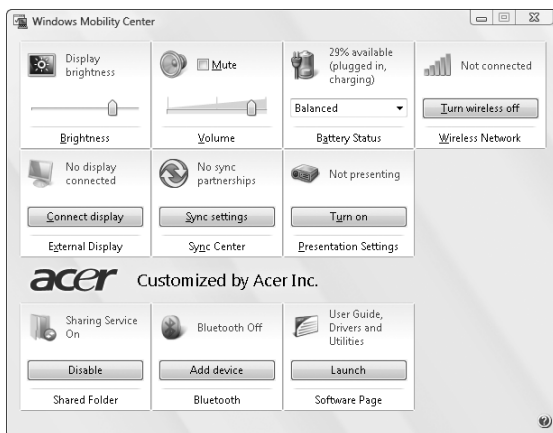 Windows Mobility Center
Display
brightness
Brightness
Mute
Volume
29% available
(plugged in,
charging)
Balanced
Battery Status
Not connected
Turn wireless off
Wireless Network
No display
connected
Connect display
External Display
No sync
partnerships
Sync settings
Sync Center
Not presenting
Turn on
Presentation Settings
acer Customized by Acer Inc.
Sharing Service
On
Disable
Shared Folder
Bluetooth Off
Add device
Bluetooth
User Guide,
Drivers and
Utilities
Launch
Software Page
?